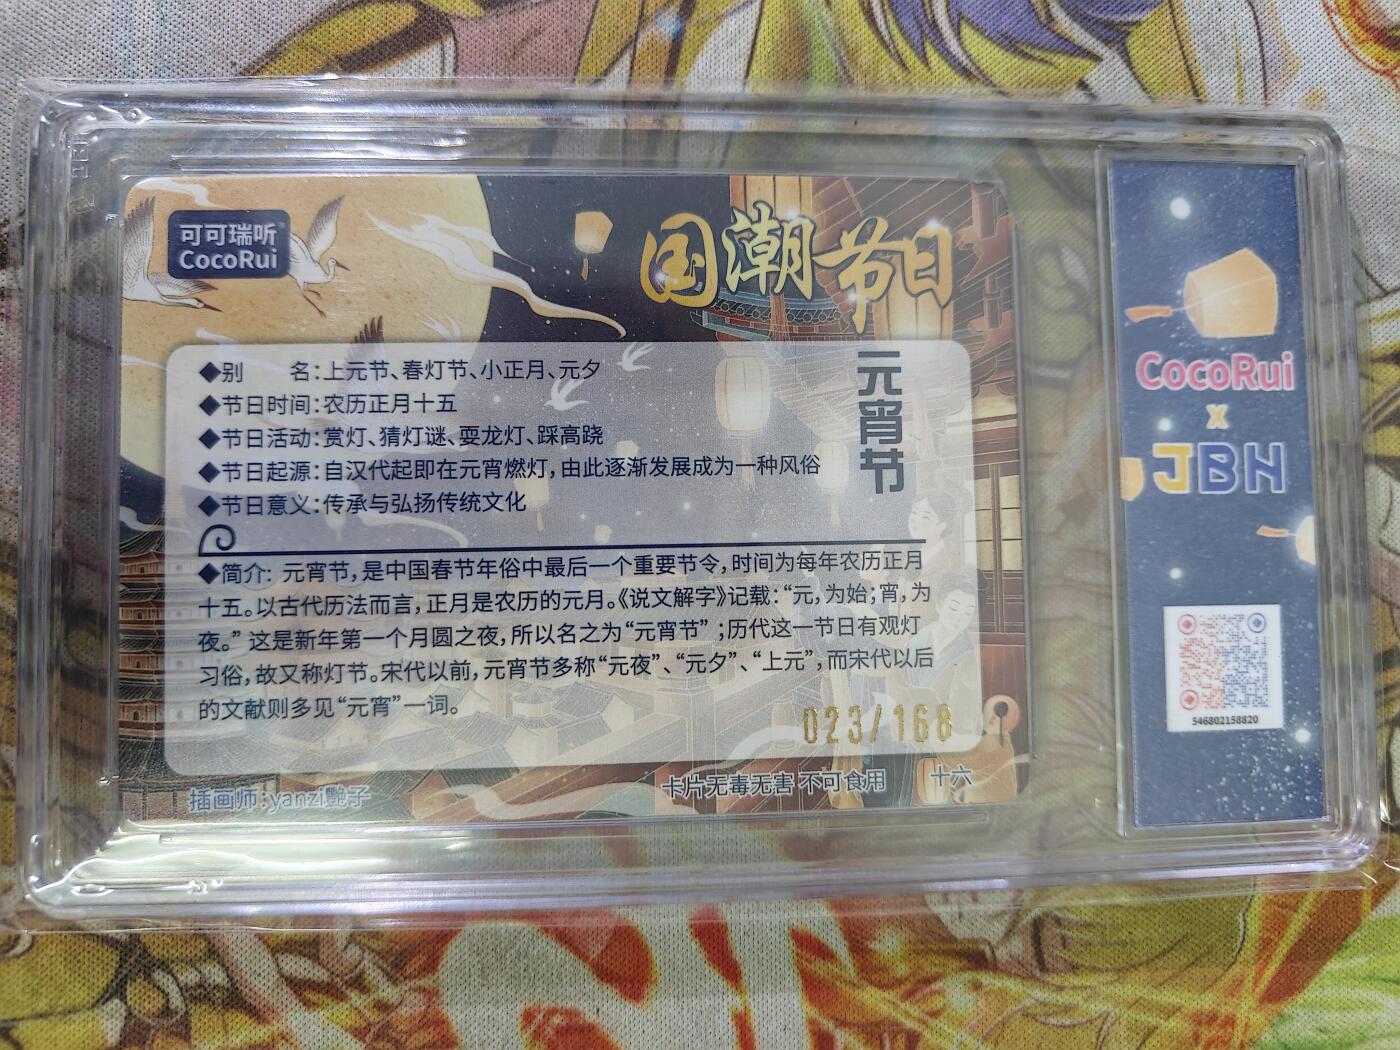 可可瑞听
CocoRui
国潮节日
元宵节
◆别　　名：上元节、春灯节、小正月、元夕
◆节日时间：农历正月十五
◆节日活动：赏灯、猜灯谜、耍龙灯、踩高跷
◆节日起源：自汉代起即在元宵燃灯，由此逐渐发展成为一种风俗
◆节日意义：传承与弘扬传统文化
◆简介：元宵节，是中国春节年俗中最后一个重要节令，时间为每年农历正月
十五。以古代历法而言，正月是农历的元月。《说文解字》记载：“元，为始；宵，为
夜。”这是新年第一个月圆之夜，所以名之为“元宵节”；历代这一节日有观灯
习俗，故又称灯节。宋代以前，元宵节多称“元夜”、“元夕”、“上元”，而宋代以后
的文献则多见“元宵”一词。
023/168
插画师：yanzi艷子
卡片无毒无害 不可食用
十六
CocoRui
x
JBH
546802158820